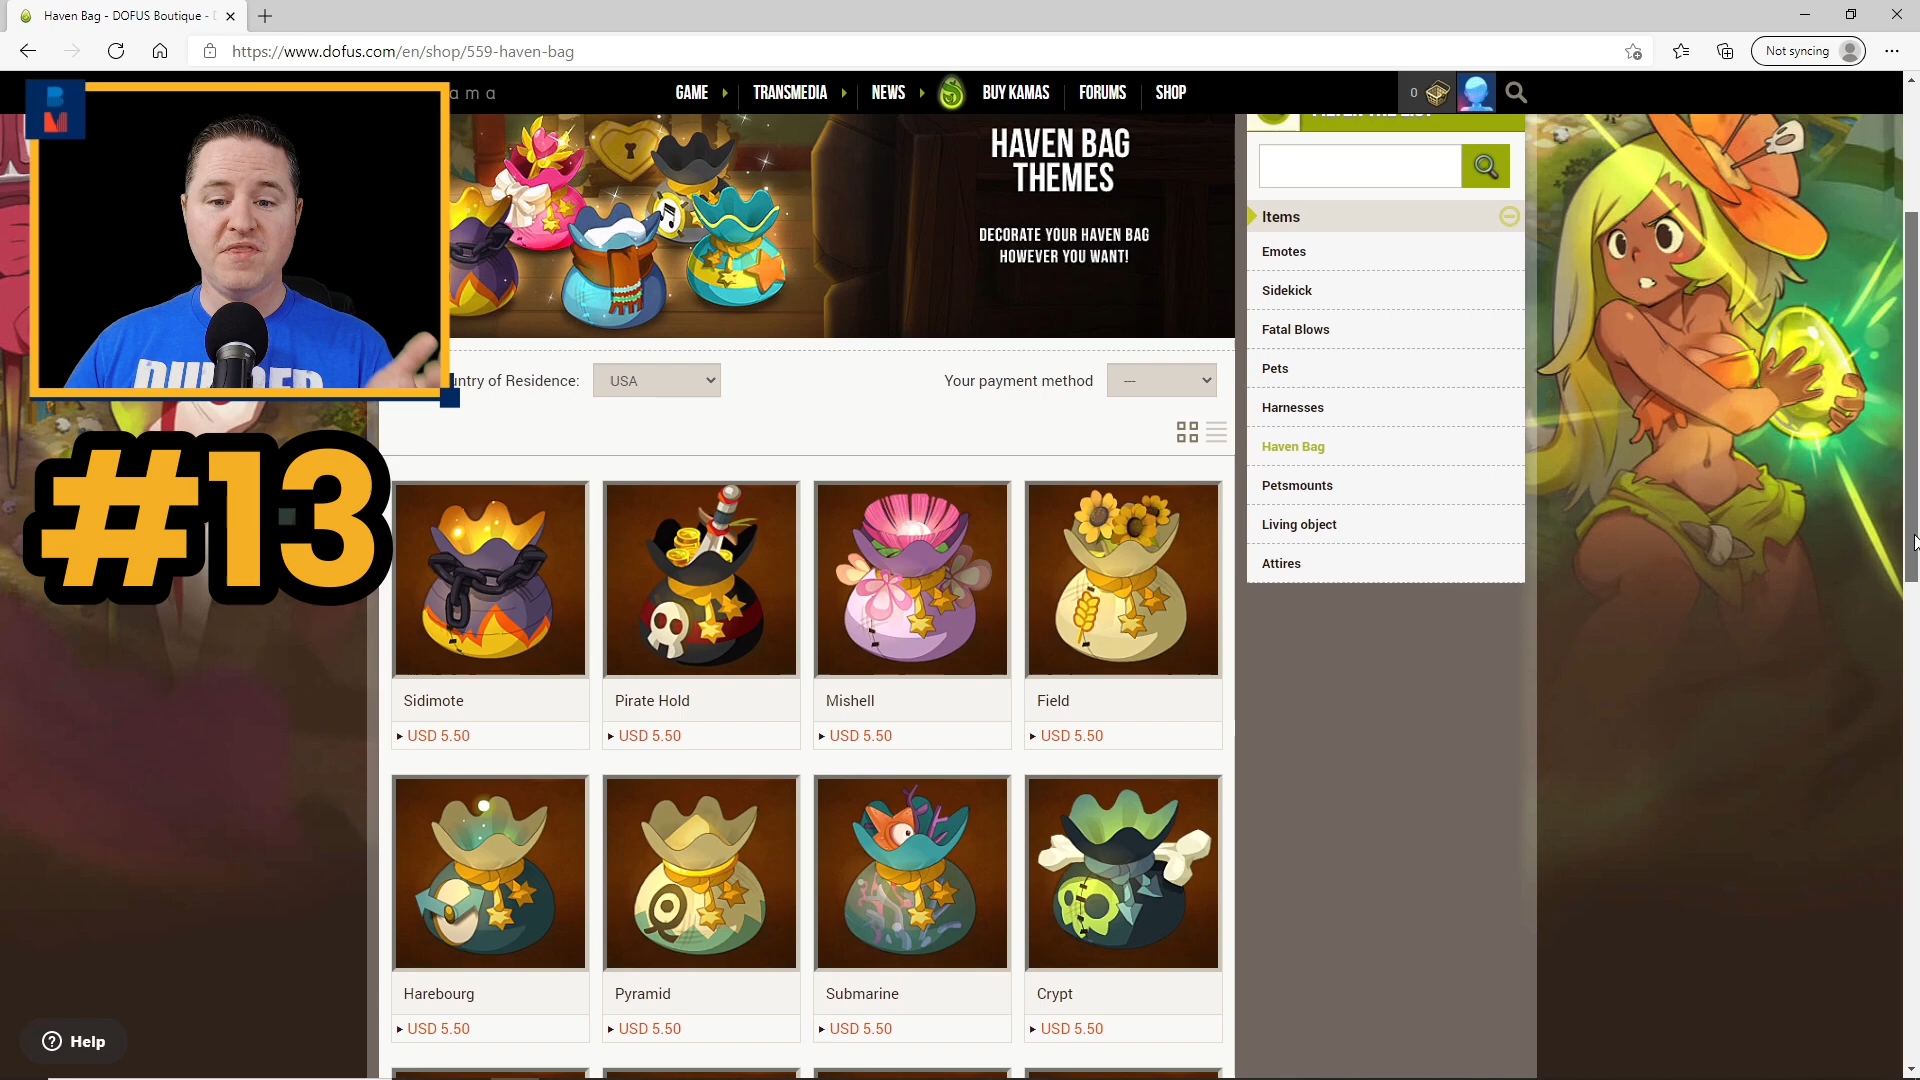 Haven Bag - DOFUS Boutique -
https://www.dofus.com/en/shop/559-haven-bag
Not syncing
B
M
ama
GAME
TRANSMEDIA
NEWS
BUY KAMAS
FORUMS
SHOP
0
HAVEN BAG
THEMES
DECORATE YOUR HAVEN BAG
HOWEVER YOU WANT!
untry of Residence:
USA
Your payment method
---
#13
Sidimote
Pirate Hold
Mishell
Field
USD 5.50
USD 5.50
USD 5.50
USD 5.50
Harebourg
Pyramid
Submarine
Crypt
USD 5.50
USD 5.50
USD 5.50
USD 5.50
Items
Emotes
Sidekick
Fatal Blows
Pets
Harnesses
Haven Bag
Petsmounts
Living object
Attires
? Help